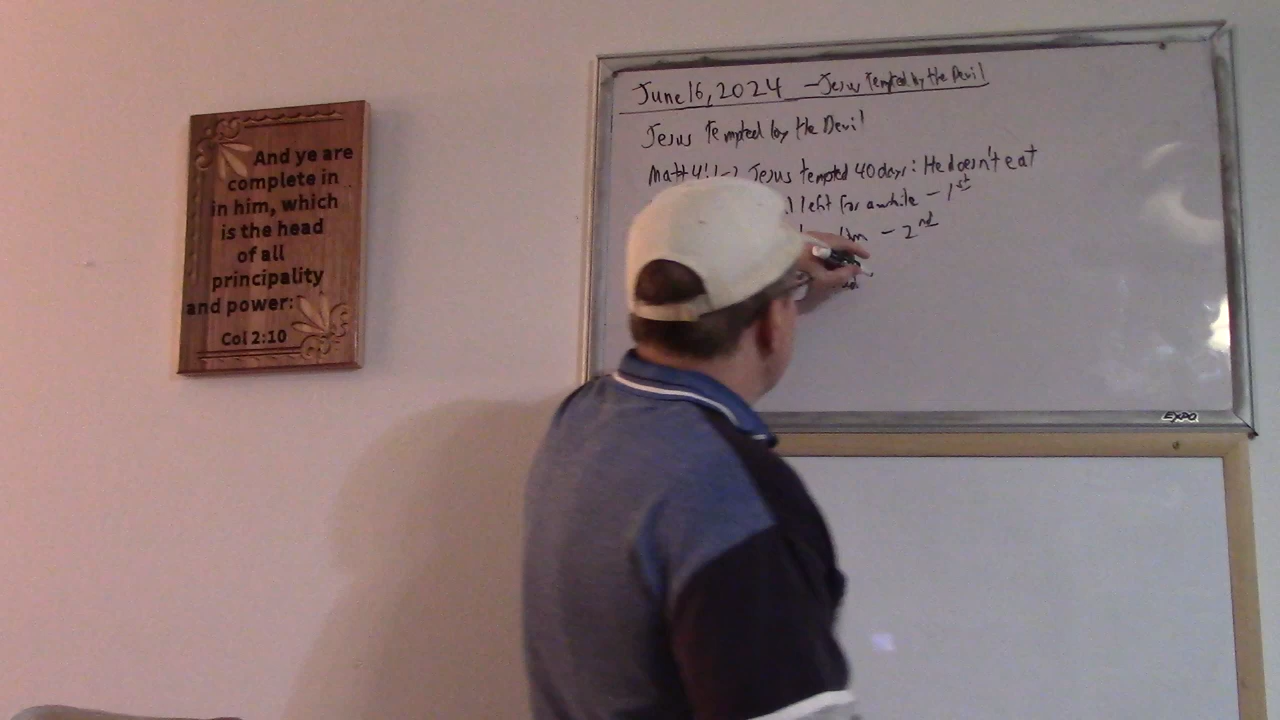 And ye are
complete in
in him, which
is the head
of all
principality
and power:
Col 2:10
June 16, 2024 - Jesus Tempted by the Devil
Jesus Tempted by the Devil
Matt 4:1-2 Jesus tempted 40 days: He doesn't eat
left for awhile - 1st
- 2nd
EXPO